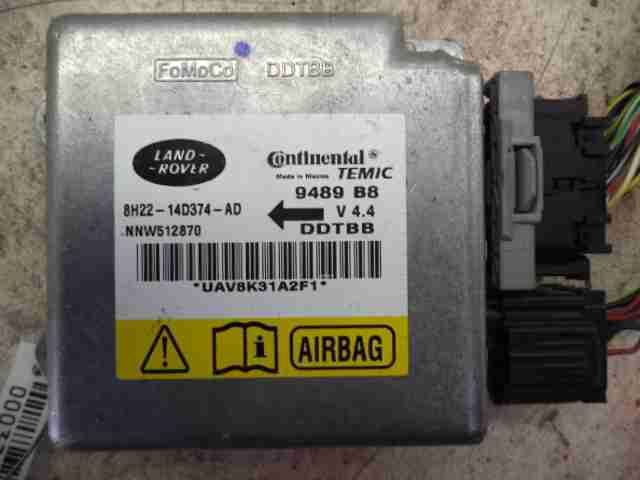 FoMoCo DDTBB
LAND-
-ROVER
Continental ®
Made in Mexico TEMIC
9489 B8
8H22-14D374-AD V 4.4
NNW512870 DDTBB
*UAV8K31A2F1*
i AIRBAG